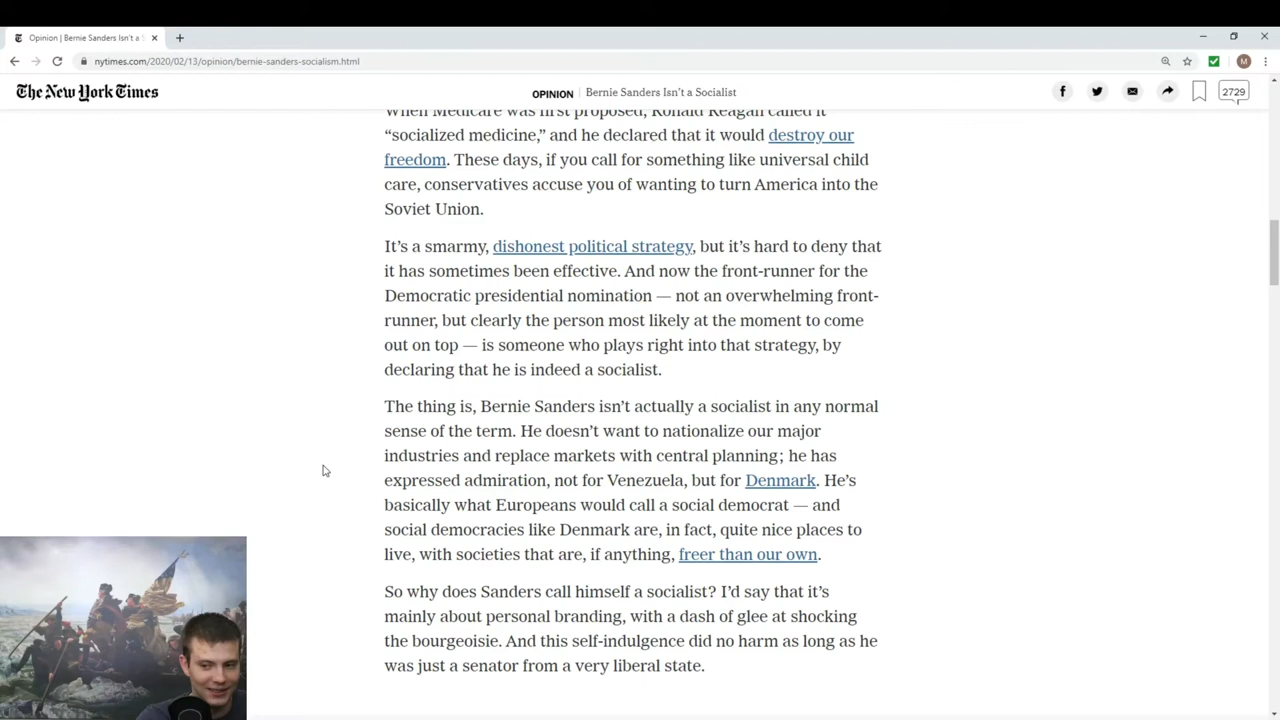 Opinion | Bernie Sanders Isn't a S
nytimes.com/2020/02/13/opinion/bernie-sanders-socialism.html
M
The New York Times
OPINION | Bernie Sanders Isn't a Socialist
2729
When Medicare was first proposed, Ronald Reagan called it
“socialized medicine,” and he declared that it would destroy our
freedom. These days, if you call for something like universal child
care, conservatives accuse you of wanting to turn America into the
Soviet Union.
It's a smarmy, dishonest political strategy, but it's hard to deny that
it has sometimes been effective. And now the front-runner for the
Democratic presidential nomination — not an overwhelming front-
runner, but clearly the person most likely at the moment to come
out on top — is someone who plays right into that strategy, by
declaring that he is indeed a socialist.
The thing is, Bernie Sanders isn't actually a socialist in any normal
sense of the term. He doesn't want to nationalize our major
industries and replace markets with central planning; he has
expressed admiration, not for Venezuela, but for Denmark. He's
basically what Europeans would call a social democrat — and
social democracies like Denmark are, in fact, quite nice places to
live, with societies that are, if anything, freer than our own.
So why does Sanders call himself a socialist? I'd say that it's
mainly about personal branding, with a dash of glee at shocking
the bourgeoisie. And this self-indulgence did no harm as long as he
was just a senator from a very liberal state.